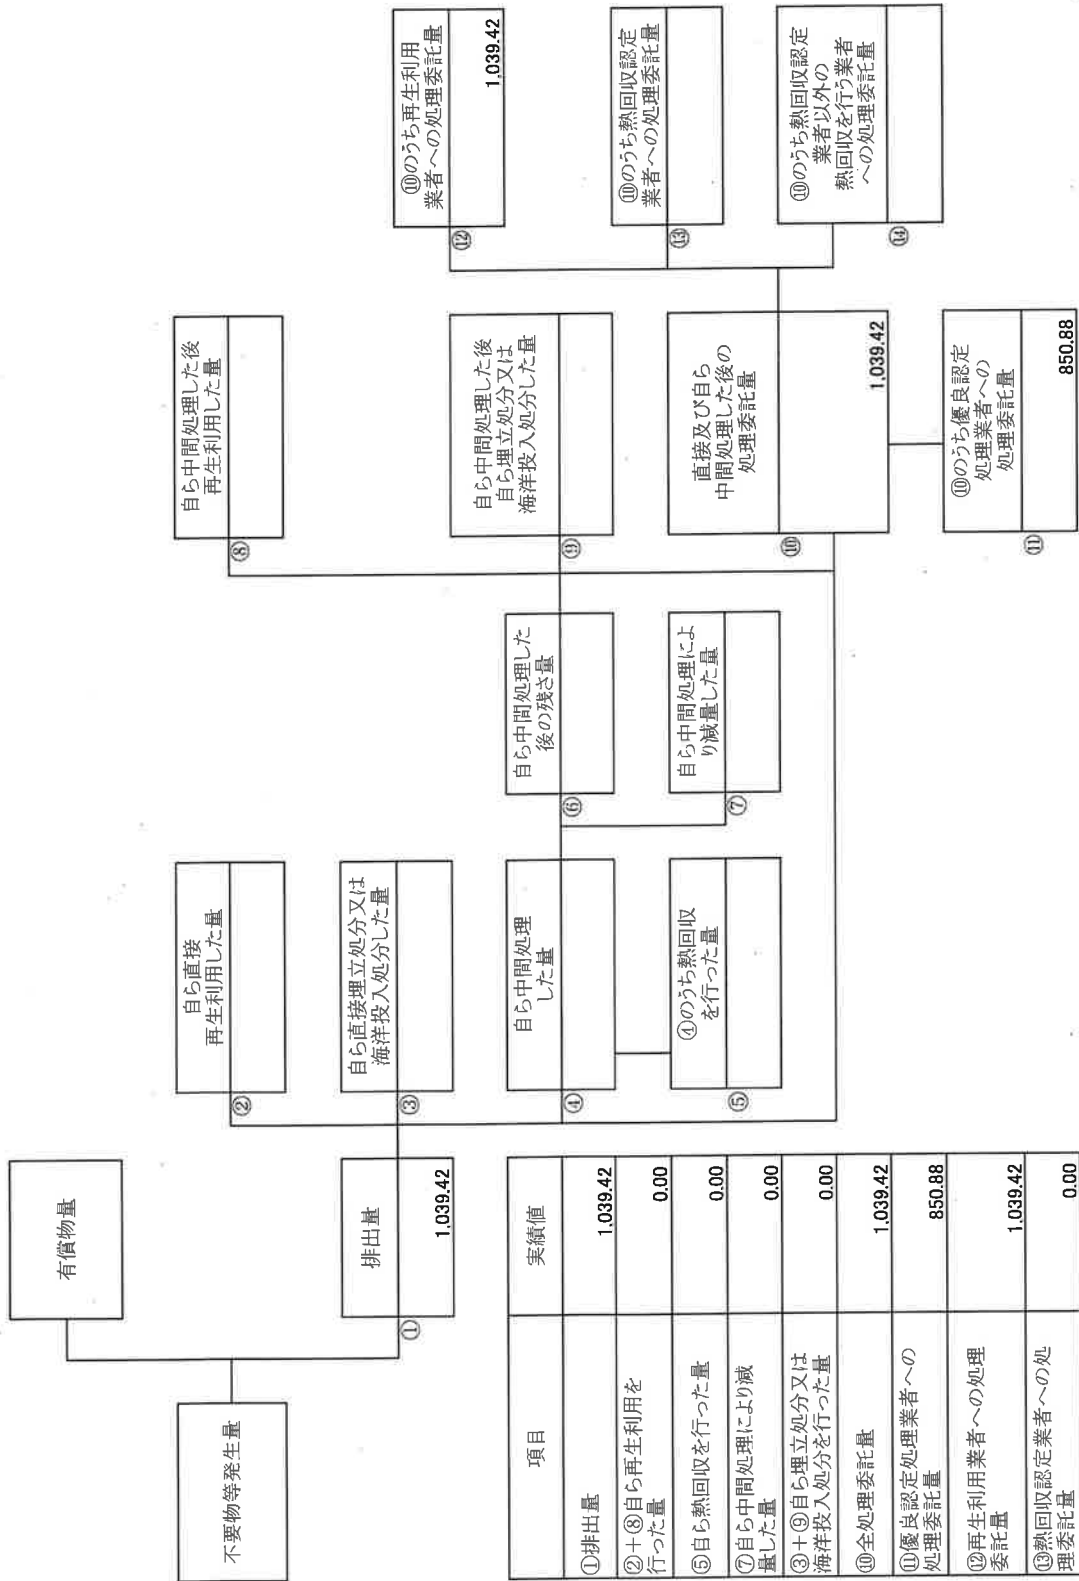 不要物等発生量
有償物量
排出量
①
1,039.42
自ら直接
再生利用した量
②
自ら直接埋立処分又は
海洋投入処分した量
③
自ら中間処理
した量
④
④のうち熱回収
を行った量
⑤
自ら中間処理した
後の残さ量
⑥
自ら中間処理によ
り減量した量
⑦
自ら中間処理した後
再生利用した量
⑧
自ら中間処理した後
自ら埋立処分又は
海洋投入処分した量
⑨
直接及び自ら
中間処理した後の
処理委託量
⑩
1,039.42
⑩のうち優良認定
処理業者への
処理委託量
⑪
850.88
⑩のうち再生利用
業者への処理委託量
⑫
1,039.42
⑩のうち熱回収認定
業者への処理委託量
⑬
⑩のうち熱回収認定
業者以外の
熱回収を行う業者
への処理委託量
⑭
項目 実績値
①排出量 1,039.42
②+⑧自ら再生利用を
行った量 0.00
⑤自ら熱回収を行った量 0.00
⑦自ら中間処理により減
量した量 0.00
③+⑨自ら埋立処分又は
海洋投入処分を行った量 0.00
⑩全処理委託量 1,039.42
⑪優良認定処理業者への
処理委託量 850.88
⑫再生利用業者への処理
委託量 1,039.42
⑬熱回収認定業者への処
理委託量 0.00